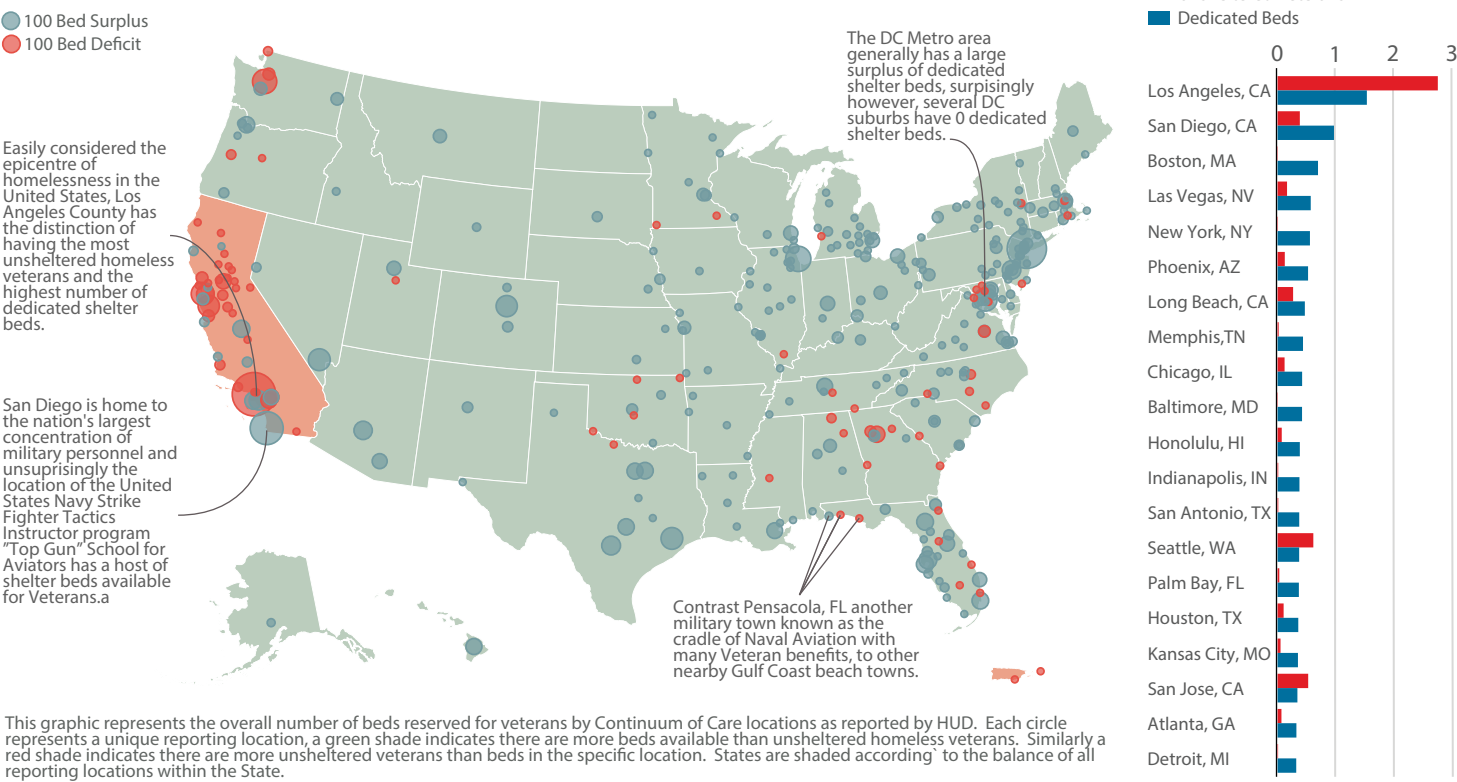 100 Bed Surplus
100 Bed Deficit
Easily considered the
epicentre of
homelessness in the
United States, Los
Angeles County has
the distinction of
having the most
unsheltered homeless
veterans and the
highest number of
dedicated shelter
beds.
San Diego is home to
the nation's largest
concentration of
military personnel and
unsuprisingly the
location of the United
States Navy Strike
Fighter Tactics
Instructor program
”Top Gun” School for
Aviators has a host of
shelter beds available
for Veterans.a
The DC Metro area
generally has a large
surplus of dedicated
shelter beds, surpisingly
however, several DC
suburbs have 0 dedicated
shelter beds.
Contrast Pensacola, FL another
military town known as the
cradle of Naval Aviation with
many Veteran benefits, to other
nearby Gulf Coast beach towns.
This graphic represents the overall number of beds reserved for veterans by Continuum of Care locations as reported by HUD.  Each circle
represents a unique reporting location, a green shade indicates there are more beds available than unsheltered homeless veterans.  Similarly a
red shade indicates there are more unsheltered veterans than beds in the specific location.  States are shaded according` to the balance of all
reporting locations within the State.
Dedicated Beds
0 1 2 3
Los Angeles, CA
San Diego, CA
Boston, MA
Las Vegas, NV
New York, NY
Phoenix, AZ
Long Beach, CA
Memphis,TN
Chicago, IL
Baltimore, MD
Honolulu, HI
Indianapolis, IN
San Antonio, TX
Seattle, WA
Palm Bay, FL
Houston, TX
Kansas City, MO
San Jose, CA
Atlanta, GA
Detroit, MI